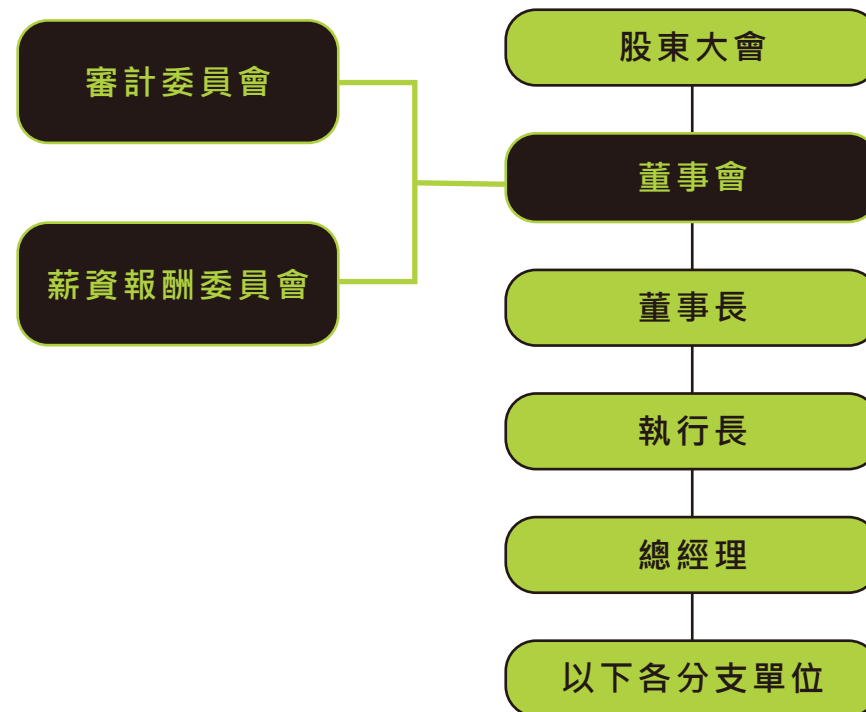 股東大會
審計委員會
董事會
薪資報酬委員會
董事長
執行長
總經理
以下各分支單位